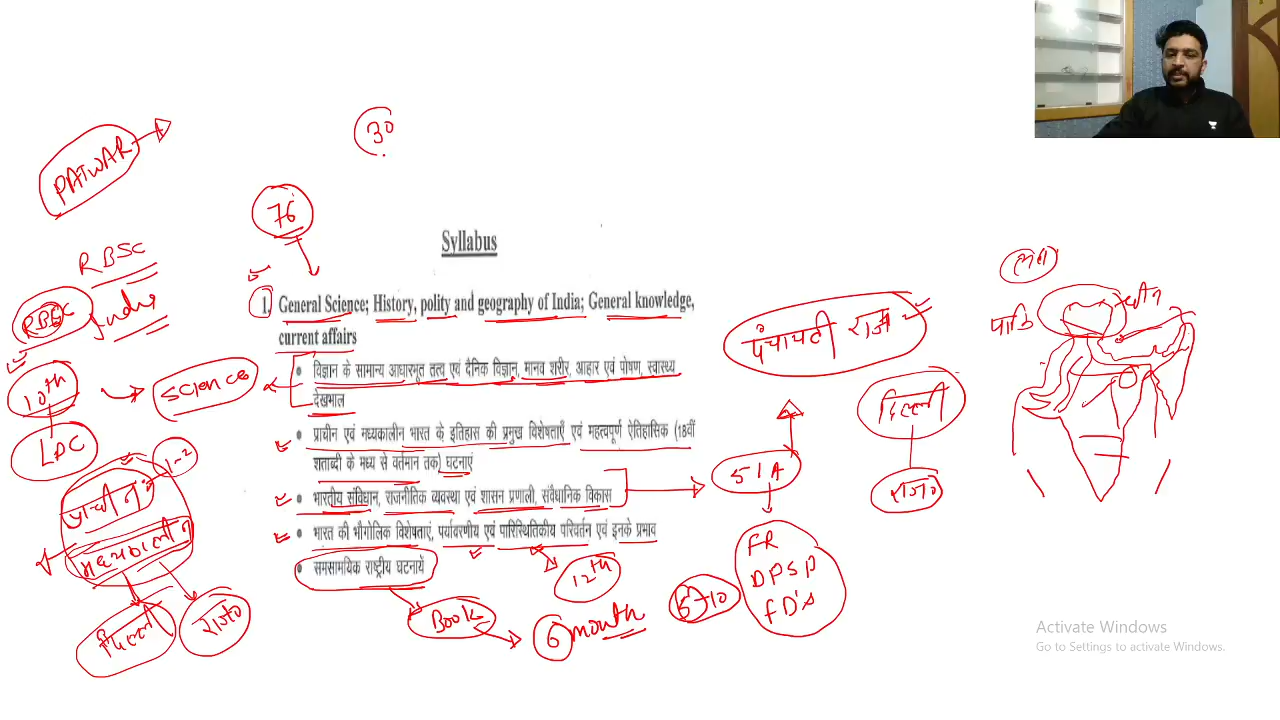 30
PATWAR
76
RBSC
Syllabus
RBSC
India
1. General Science; History, polity and geography of India; General knowledge,
current affairs
• विज्ञान के सामान्य आधारभूत तत्व एवं दैनिक विज्ञान, मानव शरीर, आहार एवं पोषण, स्वास्थ्य
देखभाल
• प्राचीन एवं मध्यकालीन भारत के इतिहास की प्रमुख विशेषताएँ एवं महत्वपूर्ण ऐतिहासिक (18वीं
शताब्दी के मध्य से वर्तमान तक) घटनाएं
• भारतीय संविधान, राजनीतिक व्यवस्था एवं शासन प्रणाली, संवैधानिक विकास
• भारत की भौगोलिक विशेषताएं, पर्यावरणीय एवं पारिस्थितिकीय परिवर्तन एवं इनके प्रभाव
• समसामयिक राष्ट्रीय घटनायें
10th
Science
LDC
1-2
प्राचीन
मध्यकालीन
दिल्ली
राज०
Book
6 month
12th
51A
पंचायती राज
FR
DPSP
FD's
5-10
दिल्ली
राज०
चीन
Activate Windows
Go to Settings to activate Windows.